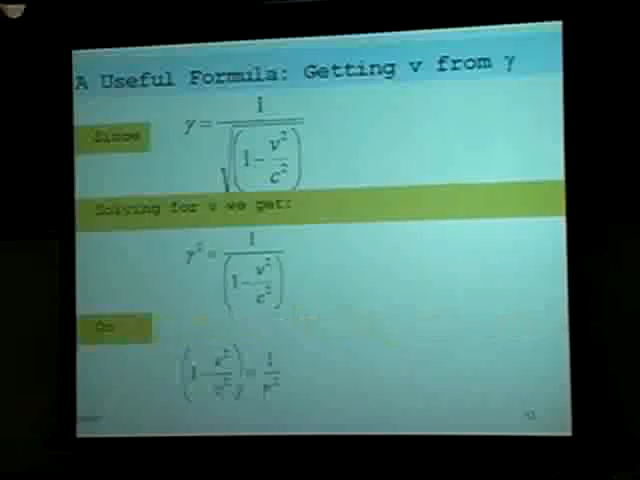 A Useful Formula: Getting v from γ
Since
γ = 1 / √(1 − v²/c²)
Solving for v we get:
γ² = 1 / (1 − v²/c²)
So
(1 − v²/c²) = 1/γ²